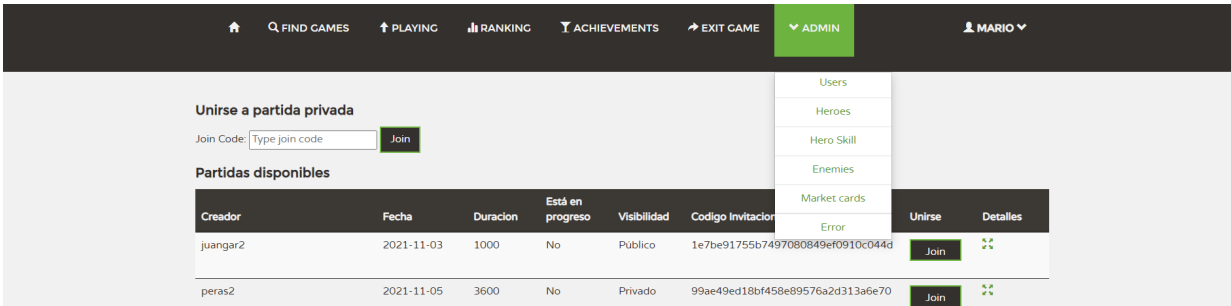 FIND GAMES PLAYING RANKING ACHIEVEMENTS EXIT GAME ADMIN MARIO
Users
Heroes
Hero Skill
Enemies
Market cards
Error
Unirse a partida privada
Join Code: Type join code Join
Partidas disponibles
Creador Fecha Duracion Está en progreso Visibilidad Codigo Invitacion Unirse Detalles
juangar2 2021-11-03 1000 No Público 1e7be91755b7497080849ef0910c044d Join
peras2 2021-11-05 3600 No Privado 99ae49ed18bf458e89576a2d313a6e70 Join